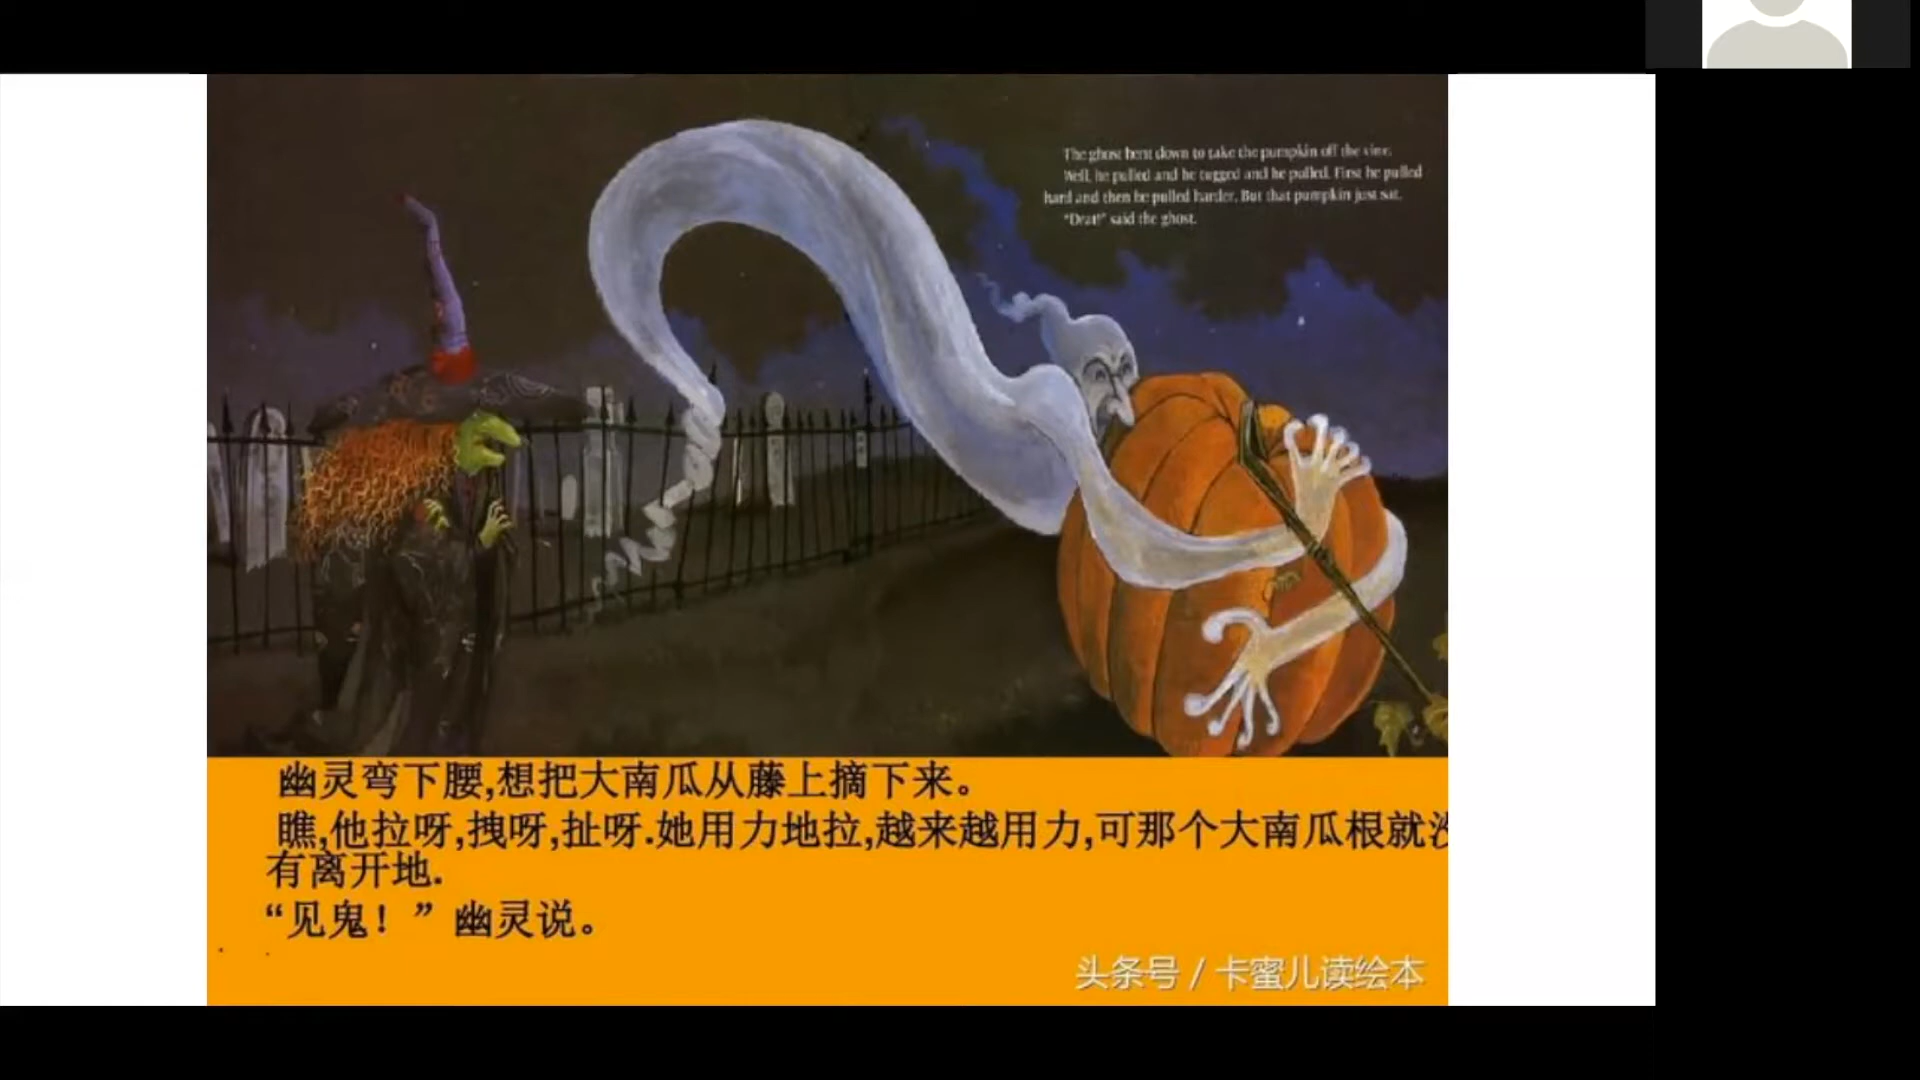 The ghost bent down to take the pumpkin off the vine.
Well, he pulled and he tugged and he pulled. First he pulled
hard and then he pulled harder. But that pumpkin just sat.
"Drat!" said the ghost.
幽灵弯下腰,想把大南瓜从藤上摘下来。
瞧,他拉呀,拽呀,扯呀.她用力地拉,越来越用力,可那个大南瓜根就
有离开地.
“见鬼！”幽灵说。
头条号 / 卡蜜儿读绘本